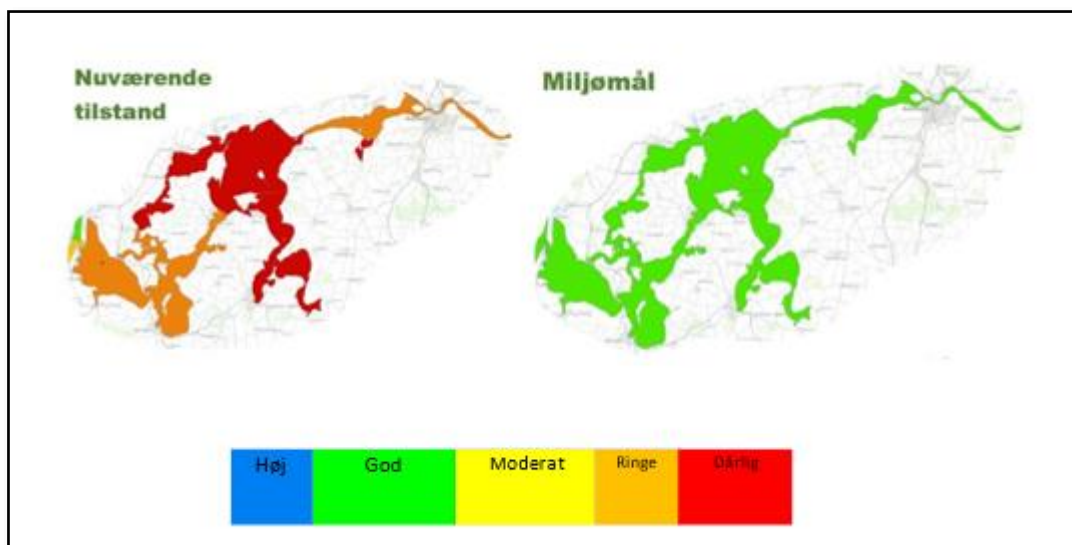 Nuværende
tilstand
Miljømål
Høj
God
Moderat
Ringe
Dårlig